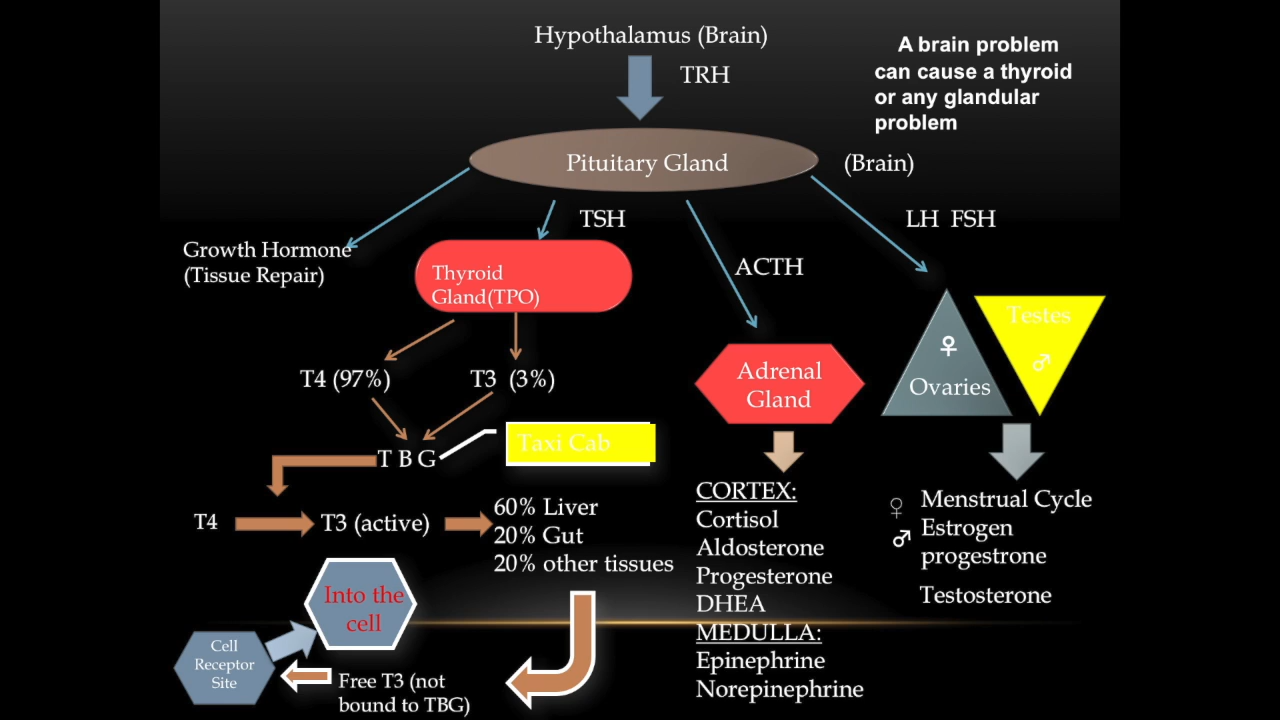 Hypothalamus (Brain)
TRH
A brain problem
can cause a thyroid
or any glandular
problem
Pituitary Gland
(Brain)
TSH
LH FSH
Growth Hormone
(Tissue Repair)
ACTH
Thyroid
Gland(TPO)
Testes
♂
♀
Ovaries
T4 (97%)
T3 (3%)
Adrenal
Gland
Taxi Cab
T B G
T4
T3 (active)
60% Liver
20% Gut
20% other tissues
CORTEX:
Cortisol
Aldosterone
Progesterone
DHEA
MEDULLA:
Epinephrine
Norepinephrine
♀ Menstrual Cycle
♂ Estrogen
progestrone
Testosterone
Into the
cell
Cell
Receptor
Site
Free T3 (not
bound to TBG)